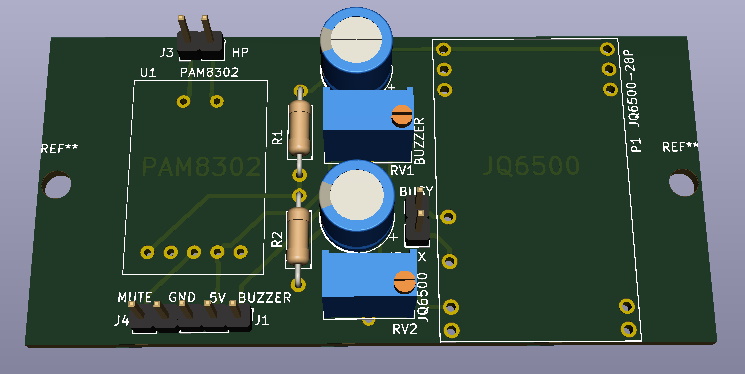 J3
HP
U1
PAM8302
JQ6500-28P
R1
BUZZER
P1
REF**
REF**
PAM8302
JQ6500
RV1
R2
X
JQ6500
MUTE
GND
5V
BUZZER
J4
J1
RV2